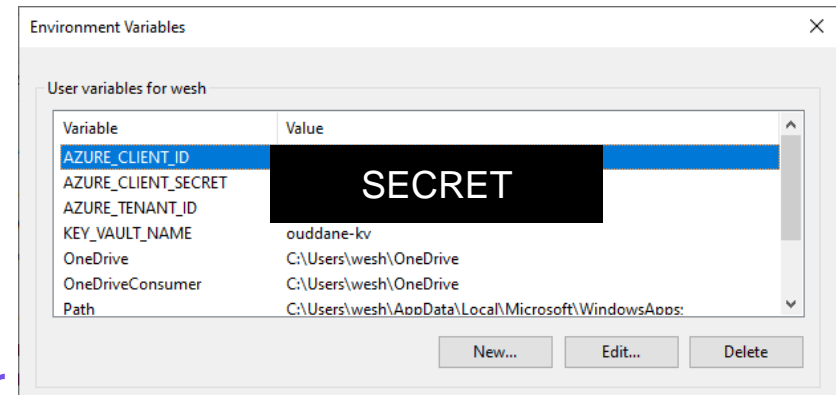 Environment Variables
User variables for wesh
Variable Value
AZURE_CLIENT_ID
AZURE_CLIENT_SECRET
SECRET
AZURE_TENANT_ID
KEY_VAULT_NAME ouddane-kv
OneDrive C:\Users\wesh\OneDrive
OneDriveConsumer C:\Users\wesh\OneDrive
Path C:\Users\wesh\AppData\Local\Microsoft\WindowsApps;
New... Edit... Delete
r